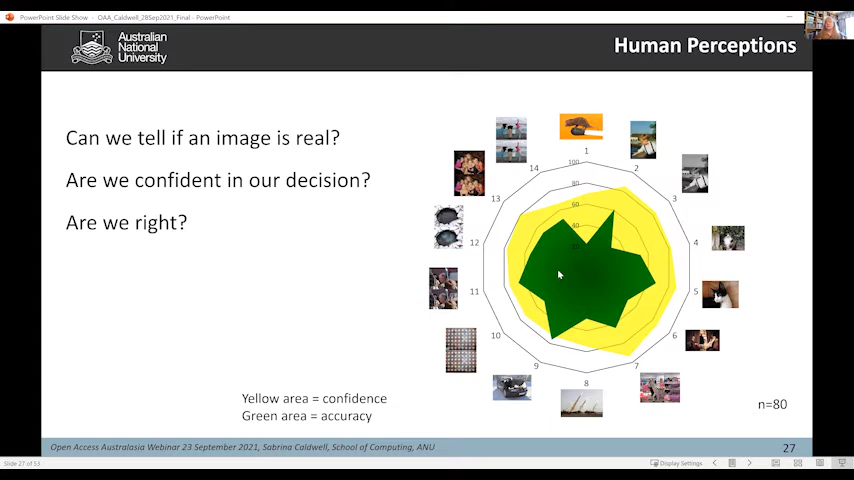 PowerPoint Slide Show - OAA_Caldwell_28Sep2021_Final - PowerPoint
Australian
National
University
Human Perceptions
Can we tell if an image is real?
Are we confident in our decision?
Are we right?
1
2
3
4
5
6
7
8
9
10
11
12
13
14
100
80
60
40
20
Yellow area = confidence
Green area = accuracy
n=80
Open Access Australasia Webinar 23 September 2021, Sabrina Caldwell, School of Computing, ANU
27
Slide 27 of 53
Display Settings